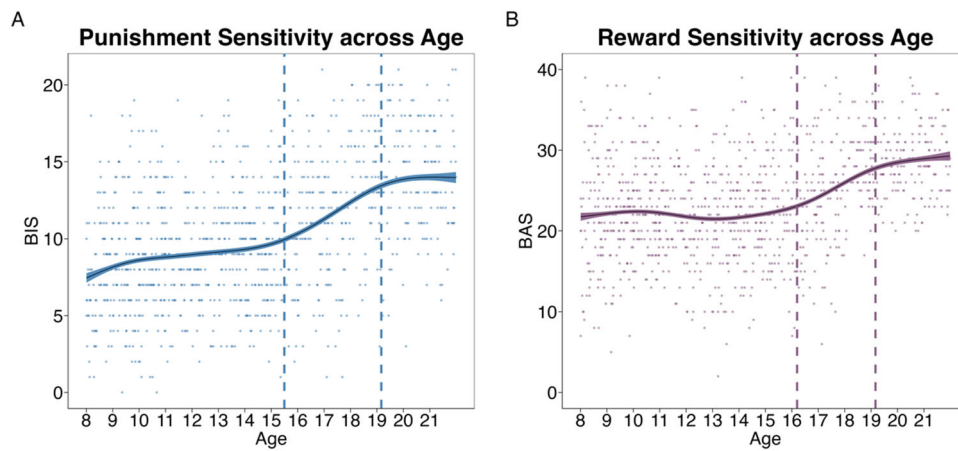 A
Punishment Sensitivity across Age
20
15
10
5
0
BIS
8 9 10 11 12 13 14 15 16 17 18 19 20 21
Age
B
Reward Sensitivity across Age
40
30
20
10
0
BAS
8 9 10 11 12 13 14 15 16 17 18 19 20 21
Age